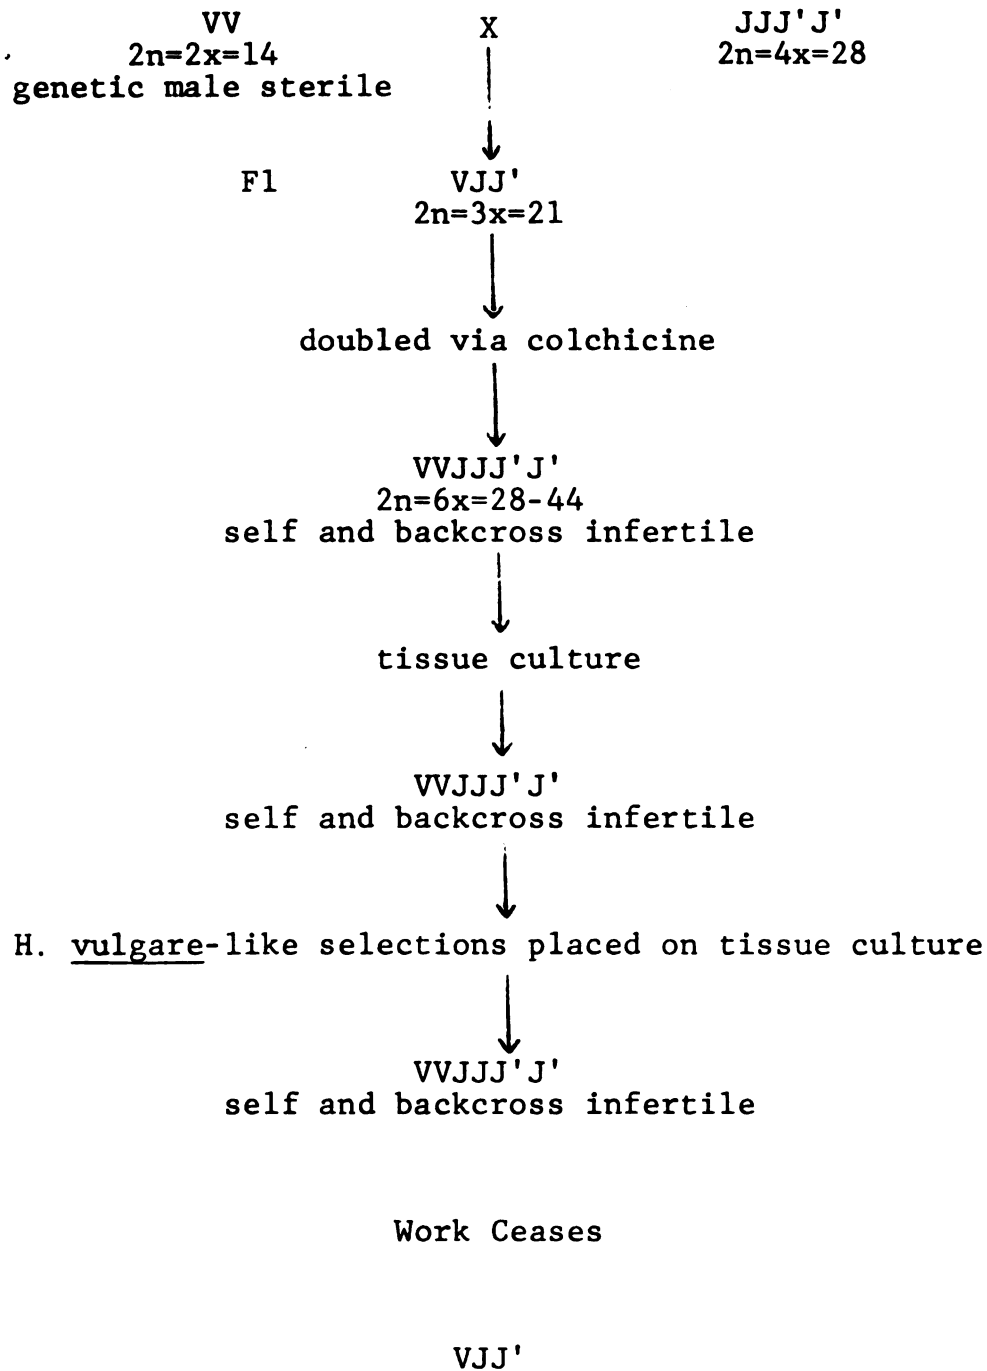 VV X JJJ'J'
2n=2x=14 2n=4x=28
genetic male sterile
F1 VJJ'
2n=3x=21
doubled via colchicine
VVJJJ'J'
2n=6x=28-44
self and backcross infertile
tissue culture
VVJJJ'J'
self and backcross infertile
H. vulgare-like selections placed on tissue culture
VVJJJ'J'
self and backcross infertile
Work Ceases
VJJ'